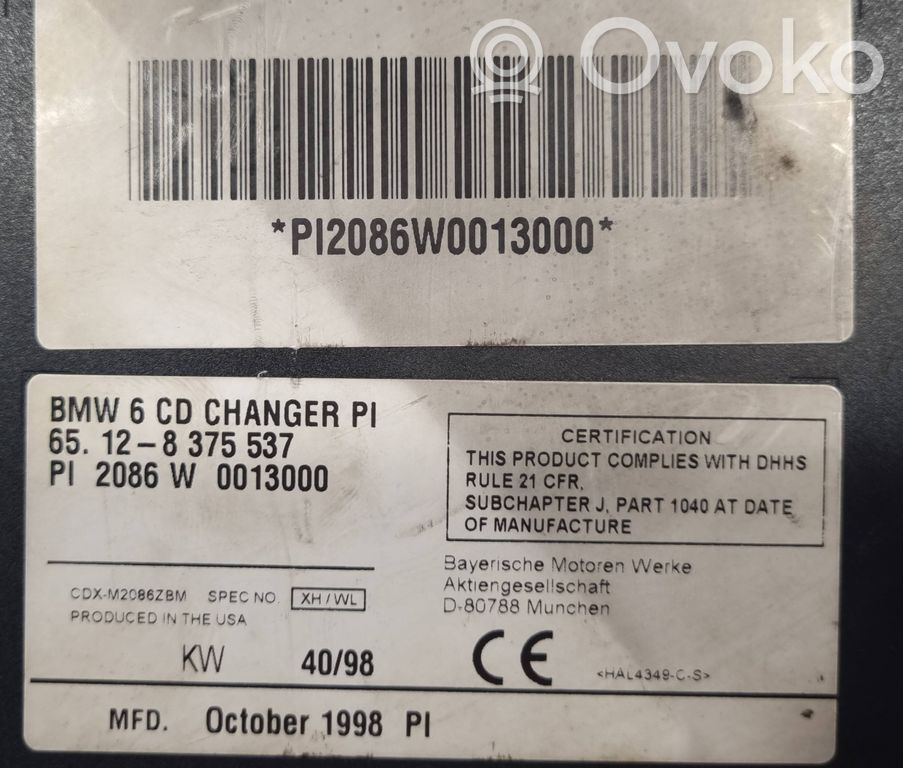 Ovoko
*PI2086W0013000*
BMW 6 CD CHANGER PI
65. 12-8 375 537
PI 2086 W 0013000
CERTIFICATION
THIS PRODUCT COMPLIES WITH DHHS
RULE 21 CFR,
SUBCHAPTER J, PART 1040 AT DATE
OF MANUFACTURE
Bayerische Motoren Werke
Aktiengesellschaft
D-80788 Munchen
CDX-M2086ZBM SPEC NO. XH / WL
PRODUCED IN THE USA
KW 40/98
CE
<HAL4349-C-S>
MFD. October 1998 PI